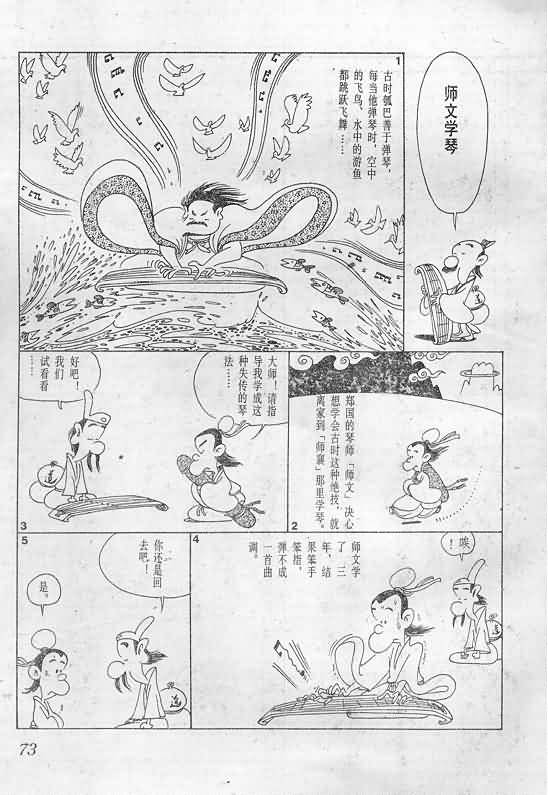 师文学琴
1
古时瓠巴善于弹琴，
每当他弹琴时，空中
的飞鸟、水中的游鱼
都跳跃飞舞……
2
郑国的琴师「师文」决心
想学会古时这种绝技，就
离家到「师襄」那里学琴。
3
大师！请指
导我学成这
种失传的琴
法……
好吧！
我们
试看看
……
4
唉！
师文学
了三
年，结
果笨手
笨指，
弹不成
一首曲
调。
5
你还是回
去吧！
是。
73